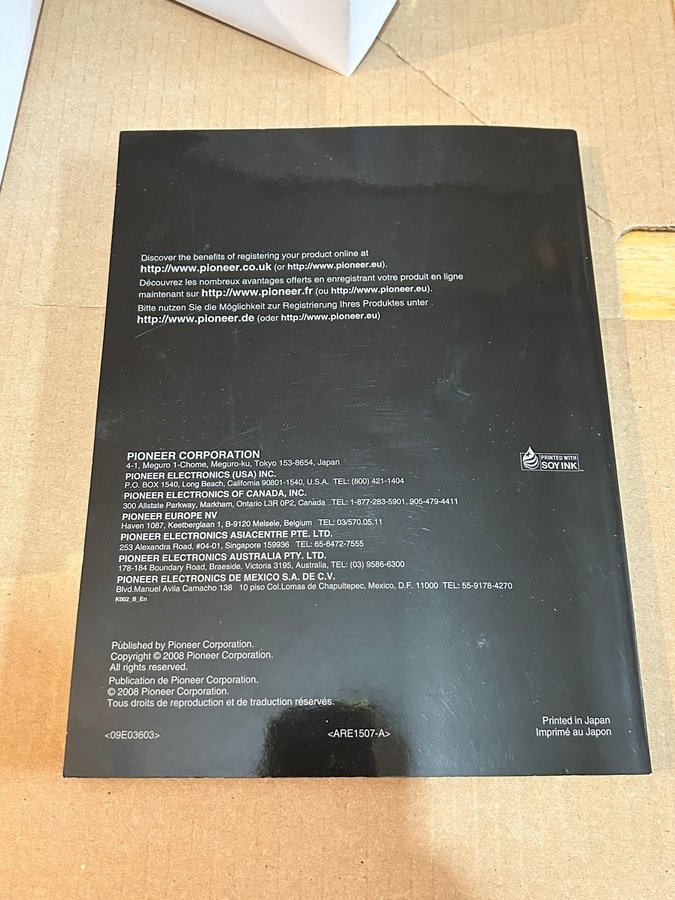 Discover the benefits of registering your product online at
http://www.pioneer.co.uk (or http://www.pioneer.eu).
Découvrez les nombreux avantages offerts en enregistrant votre produit en ligne
maintenant sur http://www.pioneer.fr (ou http://www.pioneer.eu).
Bitte nutzen Sie die Möglichkeit zur Registrierung Ihres Produktes unter
http://www.pioneer.de (oder http://www.pioneer.eu)
PIONEER CORPORATION
4-1, Meguro 1-Chome, Meguro-ku, Tokyo 153-8654, Japan
PIONEER ELECTRONICS (USA) INC.
P.O. BOX 1540, Long Beach, California 90801-1540, U.S.A. TEL: (800) 421-1404
PIONEER ELECTRONICS OF CANADA, INC.
300 Allstate Parkway, Markham, Ontario L3R 0P2, Canada TEL: 1-877-283-5901, 905-479-4411
PIONEER EUROPE NV
Haven 1087, Keetberglaan 1, B-9120 Melsele, Belgium TEL: 03/570.05.11
PIONEER ELECTRONICS ASIACENTRE PTE. LTD.
253 Alexandra Road, #04-01, Singapore 159936 TEL: 65-6472-7555
PIONEER ELECTRONICS AUSTRALIA PTY. LTD.
178-184 Boundary Road, Braeside, Victoria 3195, Australia, TEL: (03) 9586-6300
PIONEER ELECTRONICS DE MEXICO S.A. DE C.V.
Blvd.Manuel Avila Camacho 138 10 piso Col.Lomas de Chapultepec, Mexico, D.F. 11000 TEL: 55-9178-4270
K002_B_En
PRINTED WITH
SOY INK
Published by Pioneer Corporation.
Copyright © 2008 Pioneer Corporation.
All rights reserved.
Publication de Pioneer Corporation.
© 2008 Pioneer Corporation.
Tous droits de reproduction et de traduction réservés.
Printed in Japan
Imprimé au Japon
<09E03603>
<ARE1507-A>